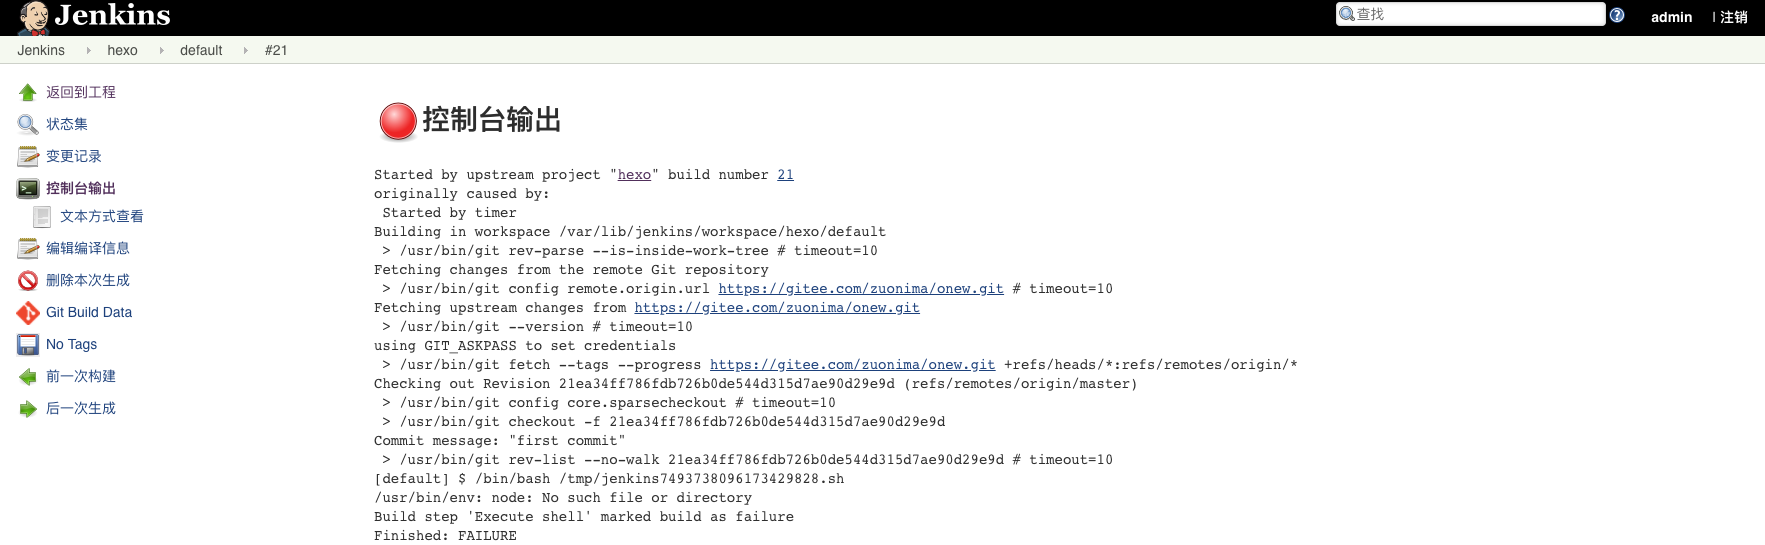 Jenkins
查找
admin
| 注销
Jenkins
hexo
default
#21
返回到工程
状态集
变更记录
控制台输出
文本方式查看
编辑编译信息
删除本次生成
Git Build Data
No Tags
前一次构建
后一次生成
控制台输出
Started by upstream project "hexo" build number 21
originally caused by:
Started by timer
Building in workspace /var/lib/jenkins/workspace/hexo/default
> /usr/bin/git rev-parse --is-inside-work-tree # timeout=10
Fetching changes from the remote Git repository
> /usr/bin/git config remote.origin.url https://gitee.com/zuonima/onew.git # timeout=10
Fetching upstream changes from https://gitee.com/zuonima/onew.git
> /usr/bin/git --version # timeout=10
using GIT_ASKPASS to set credentials
> /usr/bin/git fetch --tags --progress https://gitee.com/zuonima/onew.git +refs/heads/*:refs/remotes/origin/*
Checking out Revision 21ea34ff786fdb726b0de544d315d7ae90d29e9d (refs/remotes/origin/master)
> /usr/bin/git config core.sparsecheckout # timeout=10
> /usr/bin/git checkout -f 21ea34ff786fdb726b0de544d315d7ae90d29e9d
Commit message: "first commit"
> /usr/bin/git rev-list --no-walk 21ea34ff786fdb726b0de544d315d7ae90d29e9d # timeout=10
[default] $ /bin/bash /tmp/jenkins7493738096173429828.sh
/usr/bin/env: node: No such file or directory
Build step 'Execute shell' marked build as failure
Finished: FAILURE